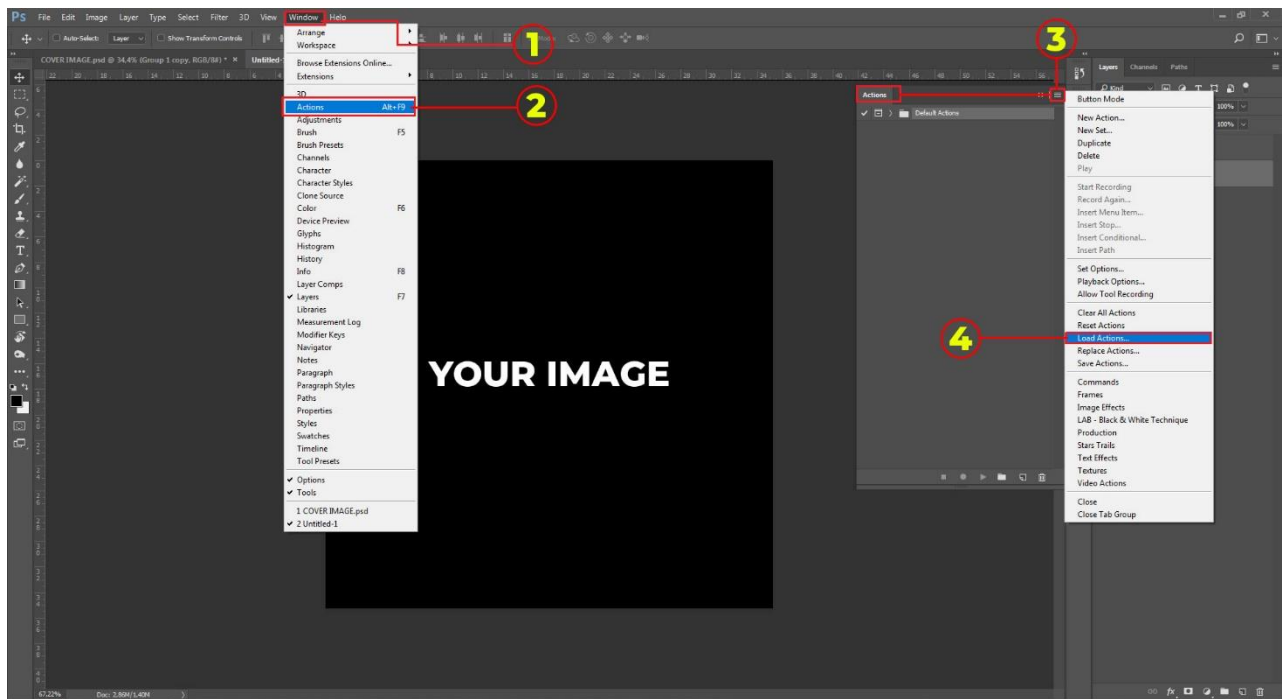 Ps File Edit Image Layer Type Select Filter 3D View Window Help
Auto-Select: Layer Show Transform Controls
COVER IMAGE.psd @ 34,4% (Group 1 copy, RGB/8#) * × Untitled-
1
2
3
4
Arrange
Workspace
Browse Extensions Online...
Extensions
3D
Actions Alt+F9
Adjustments
Brush F5
Brush Presets
Channels
Character
Character Styles
Clone Source
Color F6
Device Preview
Glyphs
Histogram
History
Info F8
Layer Comps
Layers F7
Libraries
Measurement Log
Modifier Keys
Navigator
Notes
Paragraph
Paragraph Styles
Paths
Properties
Styles
Swatches
Timeline
Tool Presets
Options
Tools
1 COVER IMAGE.psd
2 Untitled-1
YOUR IMAGE
Actions
Default Actions
Button Mode
New Action...
New Set...
Duplicate
Delete
Play
Start Recording
Record Again...
Insert Menu Item...
Insert Stop...
Insert Conditional...
Insert Path
Set Options...
Playback Options...
Allow Tool Recording
Clear All Actions
Reset Actions
Load Actions...
Replace Actions...
Save Actions...
Commands
Frames
Image Effects
LAB - Black & White Technique
Production
Stars Trails
Text Effects
Textures
Video Actions
Close
Close Tab Group
Layers Channels Paths
Kind
100%
100%
67.22% Doc: 2,86M/1,40M